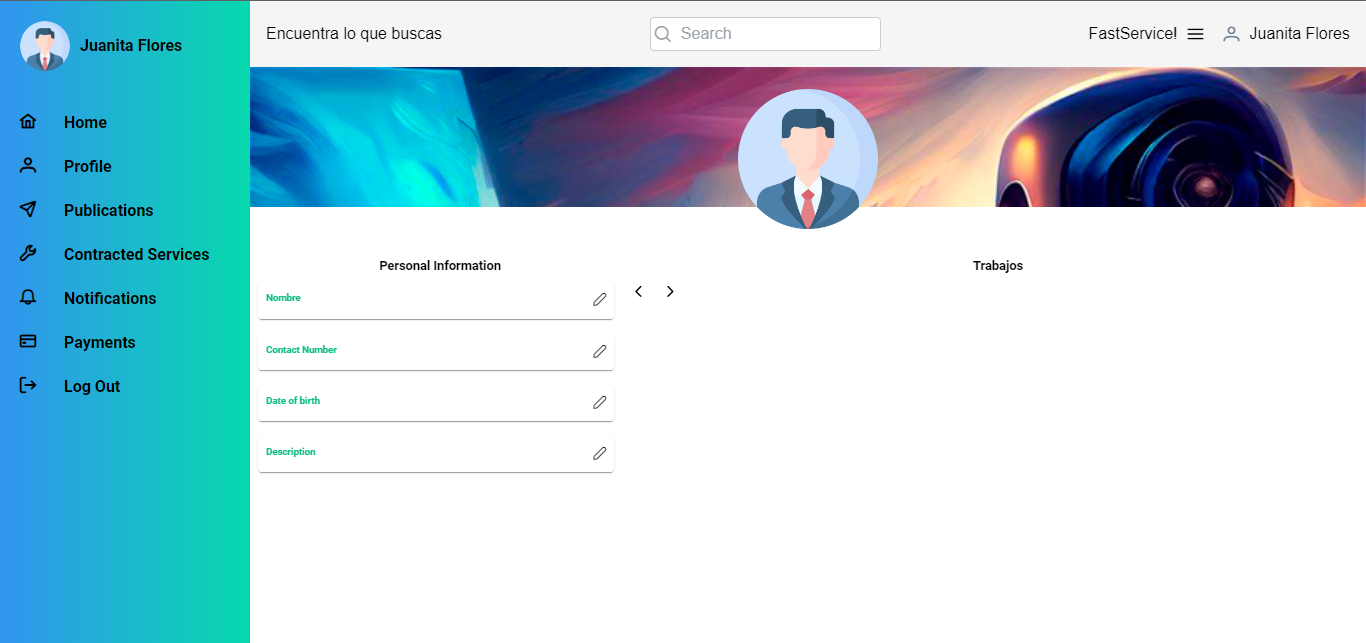 Juanita Flores
Home
Profile
Publications
Contracted Services
Notifications
Payments
Log Out
Encuentra lo que buscas
Search
FastService!
Juanita Flores
Personal Information
Nombre
Contact Number
Date of birth
Description
Trabajos